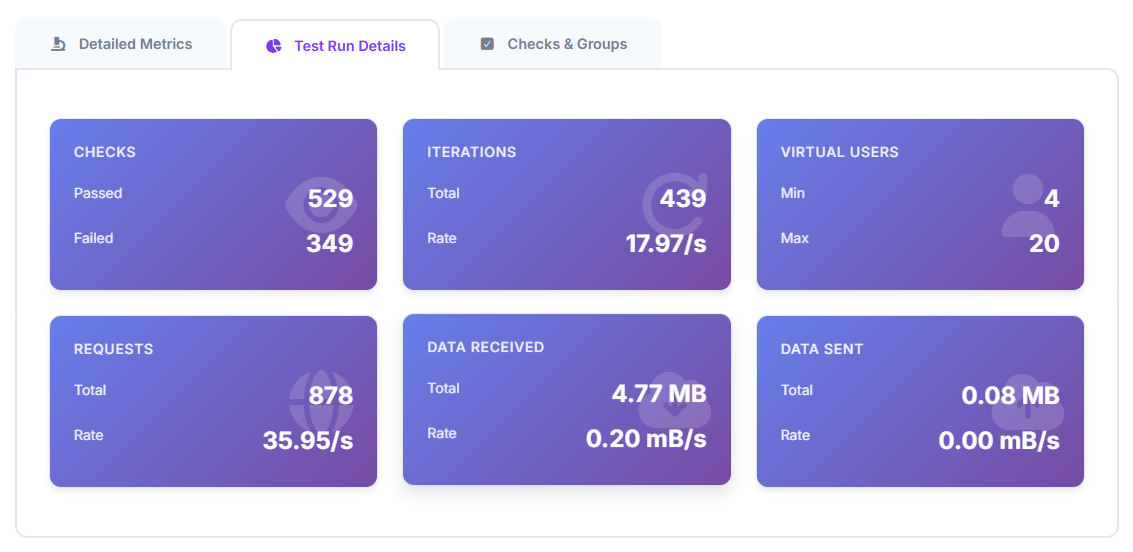 Detailed Metrics
Test Run Details
Checks & Groups
CHECKS
Passed 529
Failed 349
ITERATIONS
Total 439
Rate 17.97/s
VIRTUAL USERS
Min 4
Max 20
REQUESTS
Total 878
Rate 35.95/s
DATA RECEIVED
Total 4.77 MB
Rate 0.20 mB/s
DATA SENT
Total 0.08 MB
Rate 0.00 mB/s